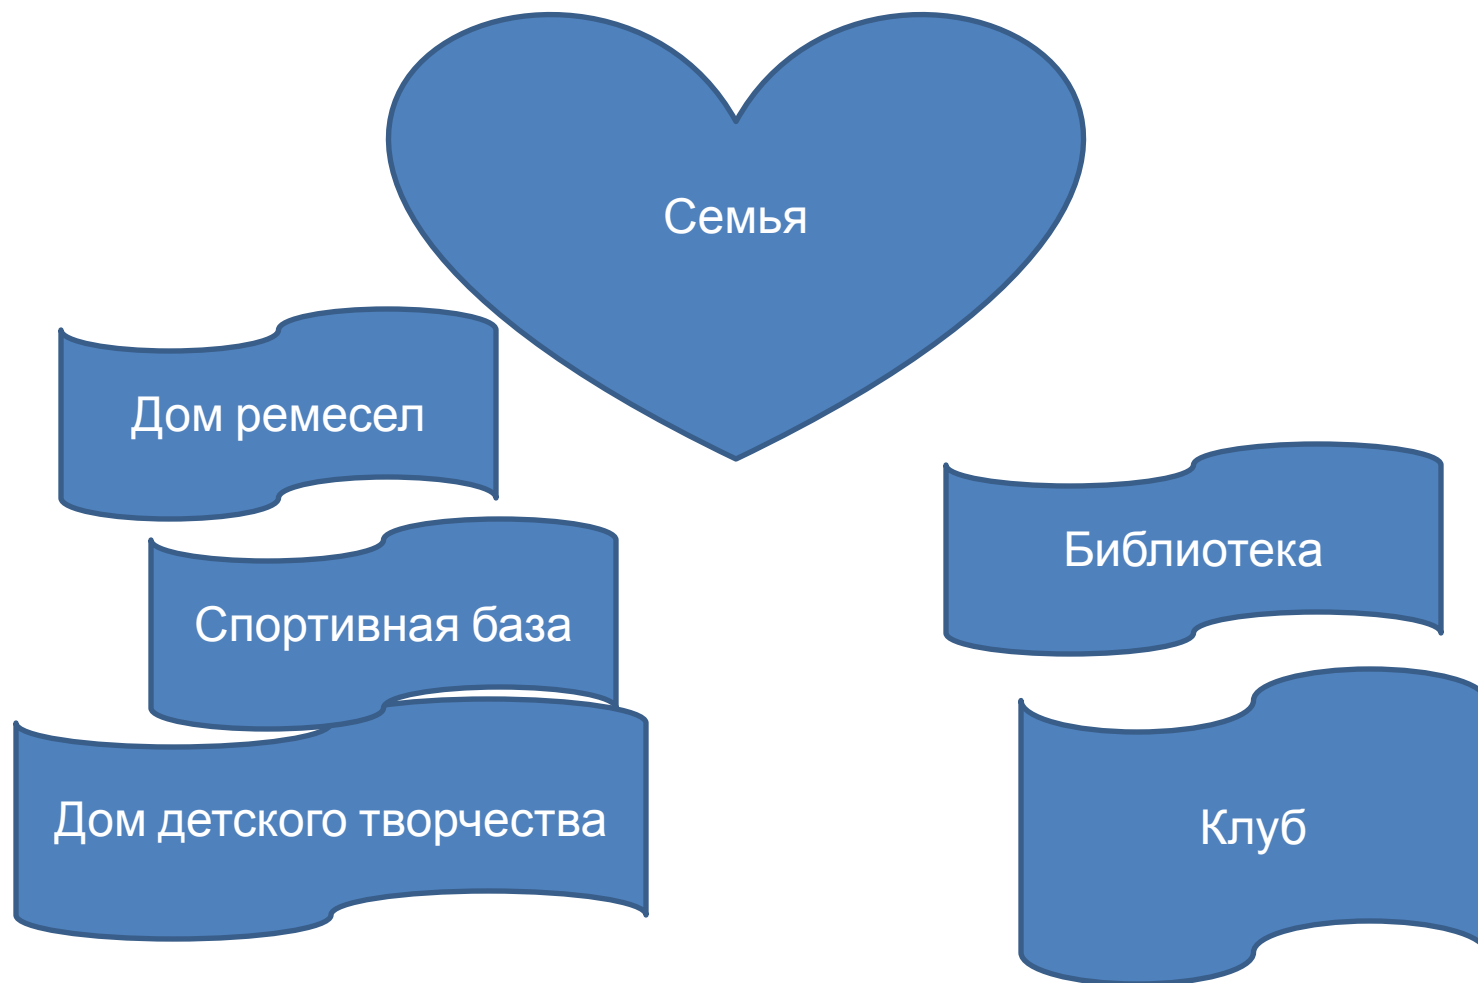 Семья
Дом ремесел
Спортивная база
Дом детского творчества
Библиотека
Клуб